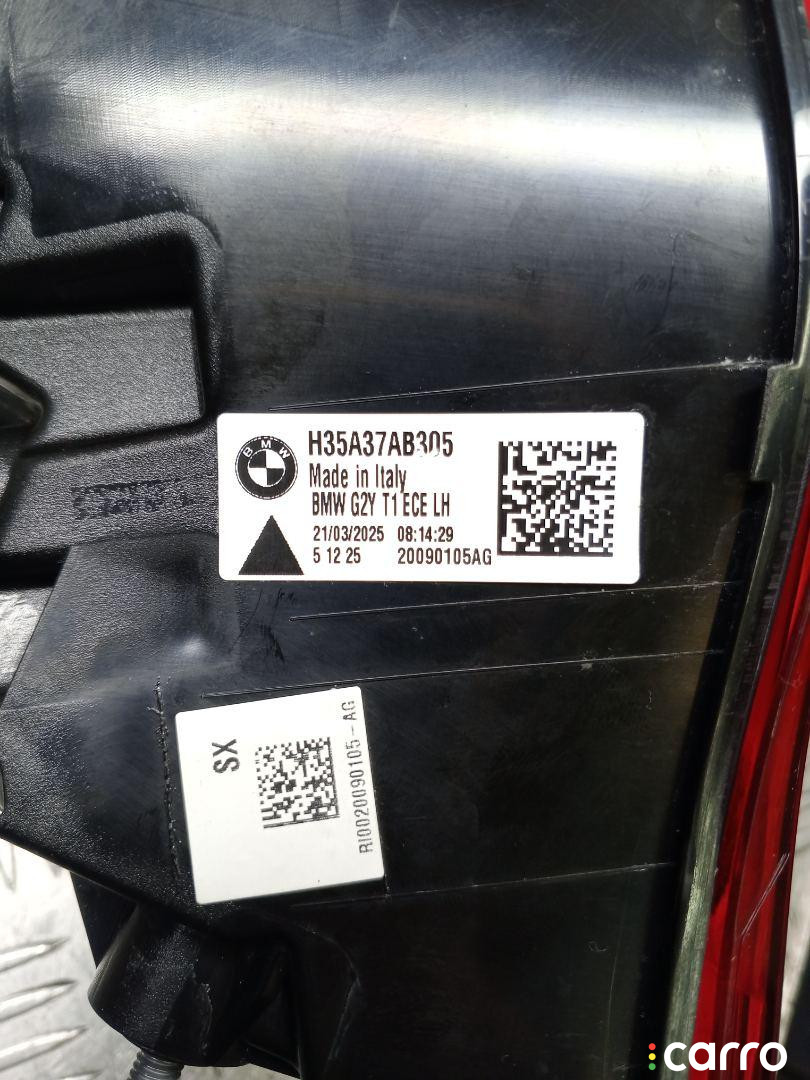 BMW
H35A37AB305
Made in Italy
BMW G2Y T1 ECE LH
21/03/2025 08:14:29
5 12 25 20090105AG
SX
RI0020090105-AG
carro